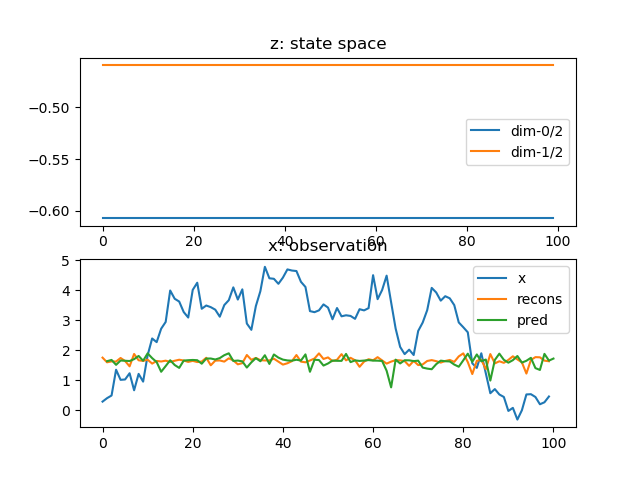 z: state space
−0.50
−0.55
−0.60
dim-0/2
dim-1/2
0 20 40 60 80 100
x: observation
5
4
3
2
1
0
x
recons
pred
0 20 40 60 80 100